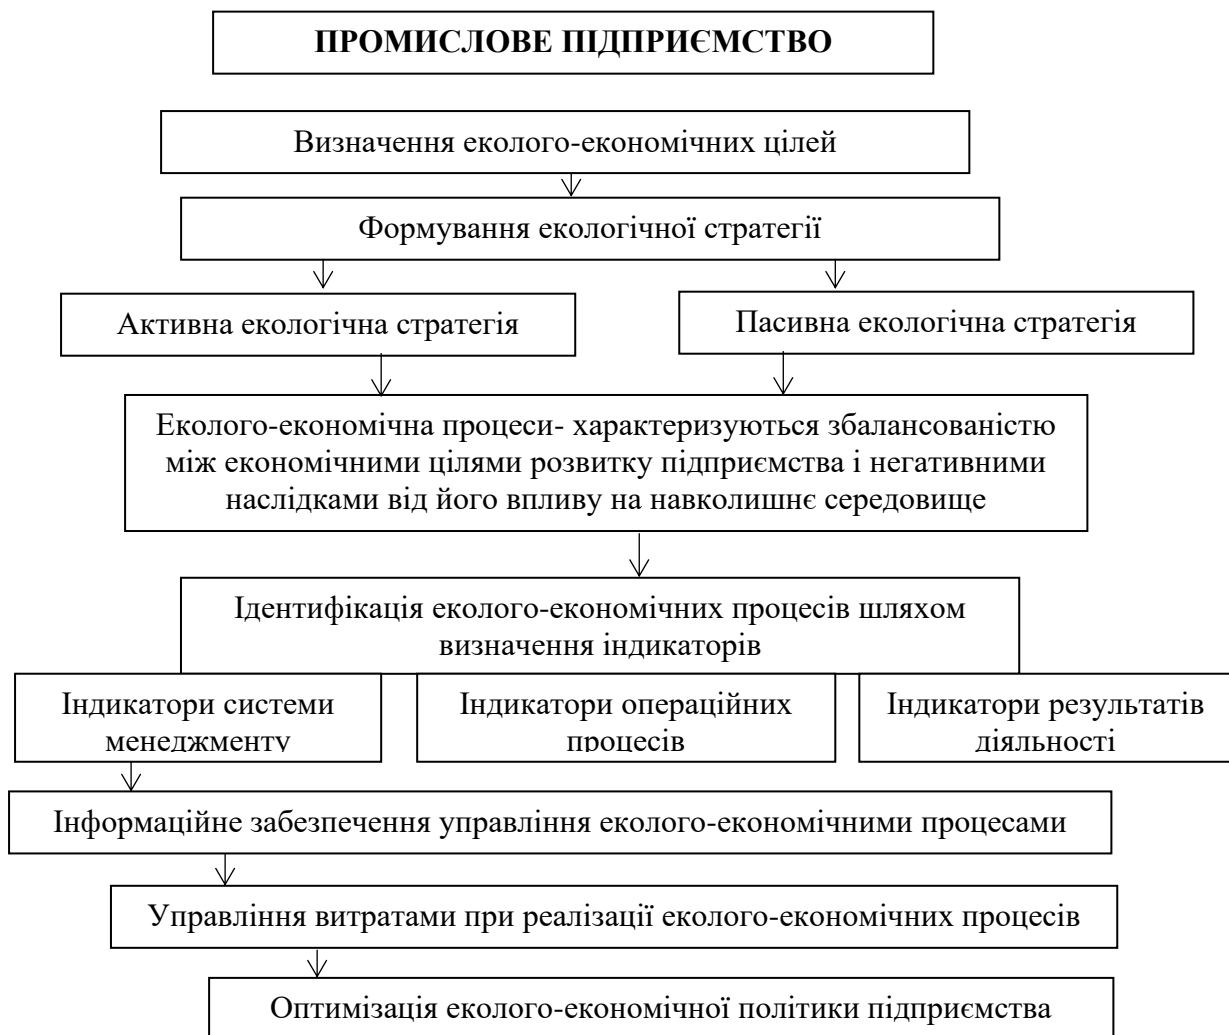 ПРОМИСЛОВЕ ПІДПРИЄМСТВО
Визначення еколого-економічних цілей
Формування екологічної стратегії
Активна екологічна стратегія
Пасивна екологічна стратегія
Еколого-економічна процеси- характеризуються збалансованістю
між економічними цілями розвитку підприємства і негативними
наслідками від його впливу на навколишнє середовище
Ідентифікація еколого-економічних процесів шляхом
визначення індикаторів
Індикатори системи
менеджменту
Індикатори операційних
процесів
Індикатори результатів
діяльності
Інформаційне забезпечення управління еколого-економічними процесами
Управління витратами при реалізації еколого-економічних процесів
Оптимізація еколого-економічної політики підприємства